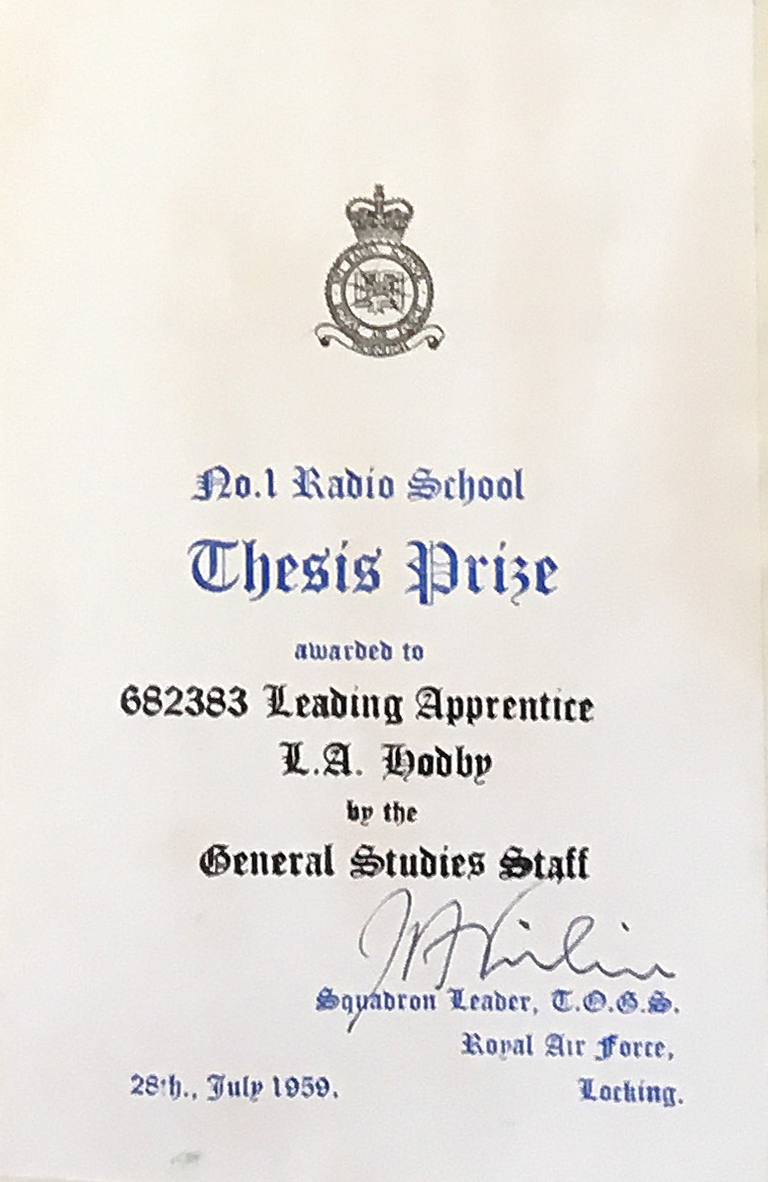 No.1 Radio School
Thesis Prize
awarded to
682383 Leading Apprentice
L.A. Hodby
by the
General Studies Staff
Squadron Leader, T.O.G.S.
Royal Air Force,
28th., July 1959. Locking.